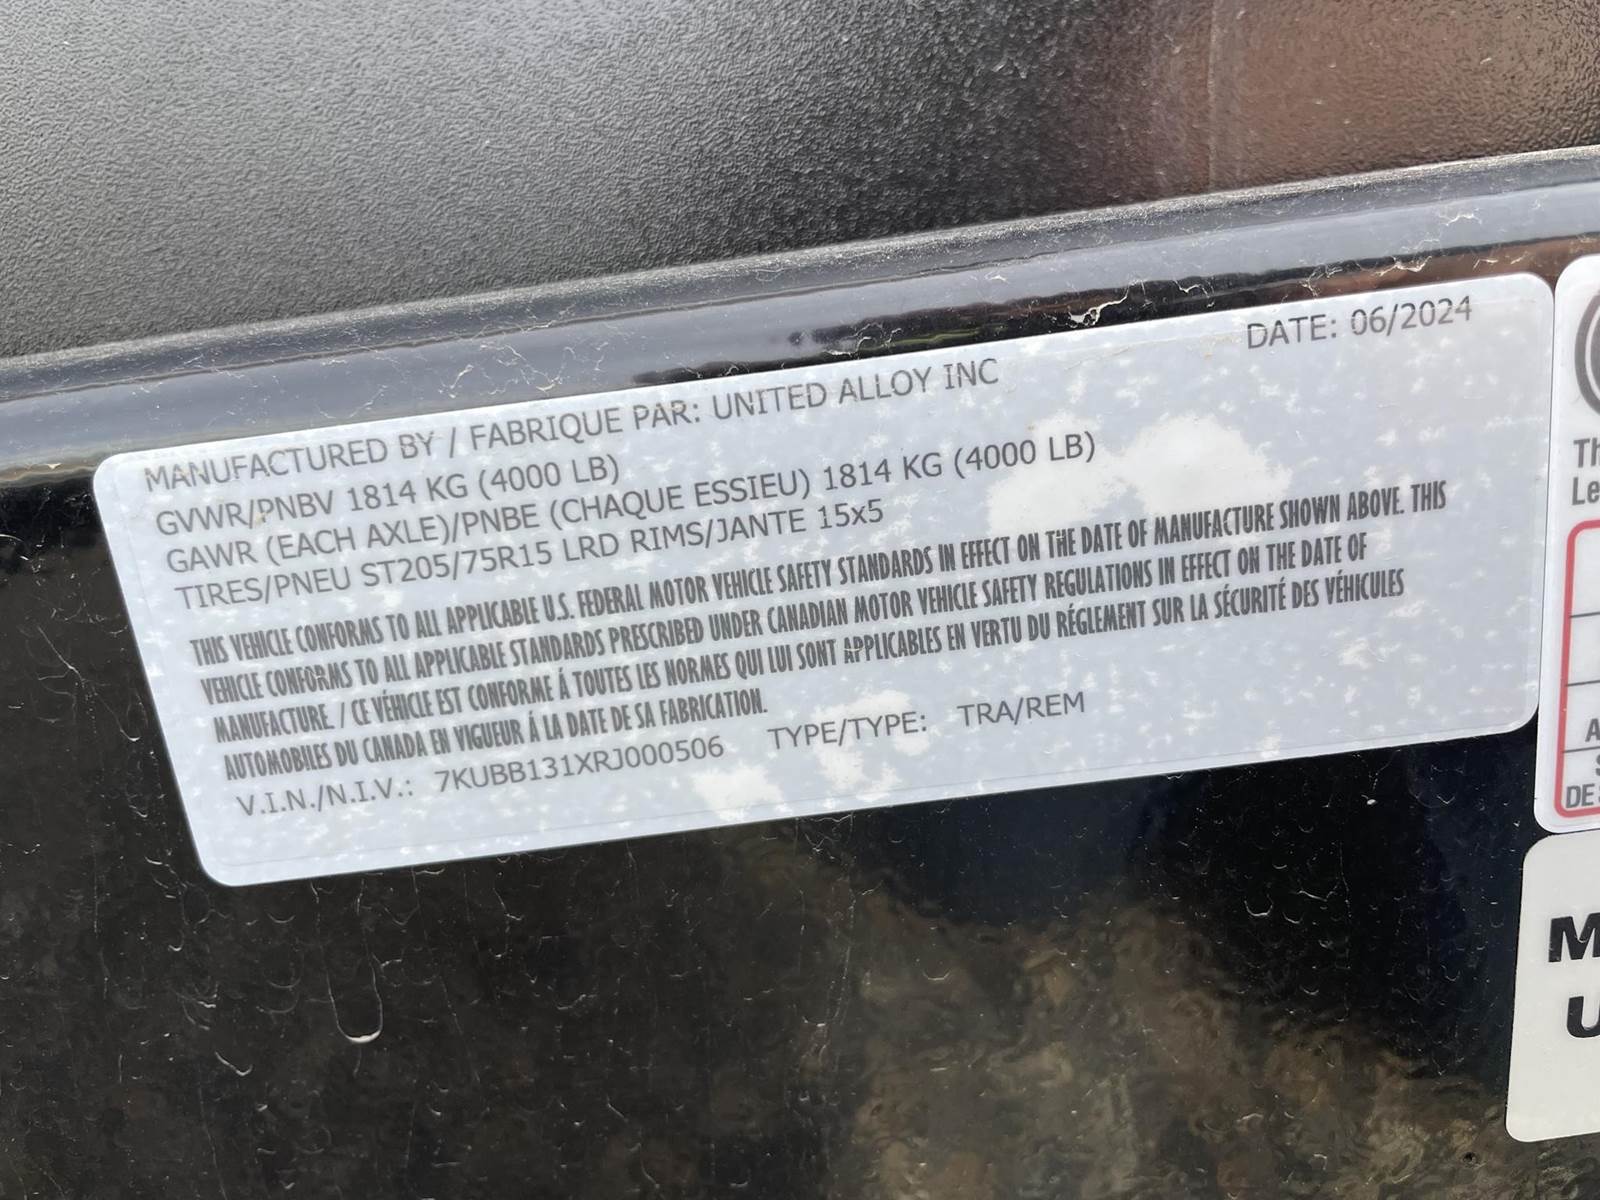 DATE: 06/2024
MANUFACTURED BY / FABRIQUE PAR: UNITED ALLOY INC
GVWR/PNBV 1814 KG (4000 LB)
GAWR (EACH AXLE)/PNBE (CHAQUE ESSIEU) 1814 KG (4000 LB)
TIRES/PNEU ST205/75R15 LRD RIMS/JANTE 15x5
THIS VEHICLE CONFORMS TO ALL APPLICABLE U.S. FEDERAL MOTOR VEHICLE SAFETY STANDARDS IN EFFECT ON THE DATE OF MANUFACTURE SHOWN ABOVE. THIS
VEHICLE CONFORMS TO ALL APPLICABLE STANDARDS PRESCRIBED UNDER CANADIAN MOTOR VEHICLE SAFETY REGULATIONS IN EFFECT ON THE DATE OF
MANUFACTURE. / CE VÉHICLE EST CONFORME Á TOUTES LES NORMES QUI LUI SONT APPLICABLES EN VERTU DU RÉGLEMENT SUR LA SÉCURITÉ DES VÉHICULES
AUTOMOBILES DU CANADA EN VIGUEUR Á LA DATE DE SA FABRICATION.
V.I.N./N.I.V.: 7KUBB131XRJ000506 TYPE/TYPE: TRA/REM
Th
Le
A
S
DE
M
U